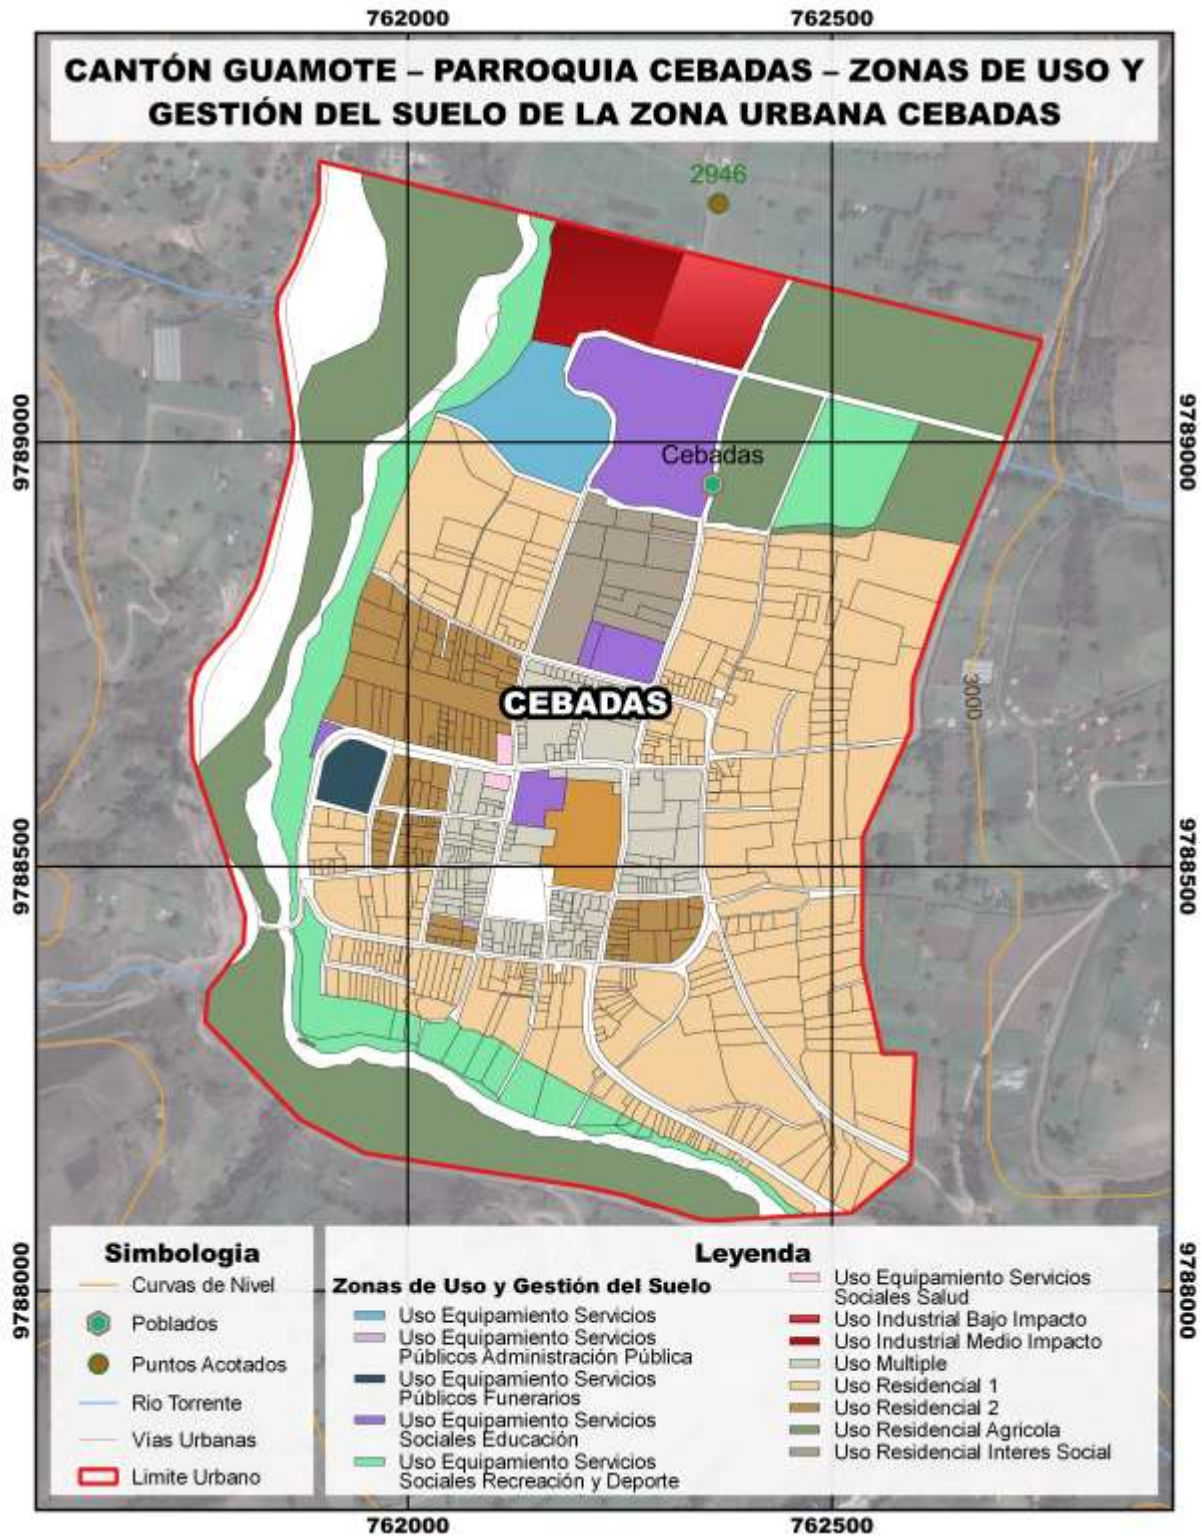 762000
762500
CANTÓN GUAMOTE – PARROQUIA CEBADAS – ZONAS DE USO Y
GESTIÓN DEL SUELO DE LA ZONA URBANA CEBADAS
2946
9789000
9789000
Cebadas
3000
CEBADAS
9788500
9788500
9788000
9788000
Simbologia
Curvas de Nivel
Poblados
Puntos Acotados
Rio Torrente
Vias Urbanas
Limite Urbano
Leyenda
Zonas de Uso y Gestión del Suelo
Uso Equipamiento Servicios
Uso Equipamiento Servicios
Públicos Administración Pública
Uso Equipamiento Servicios
Públicos Funerarios
Uso Equipamiento Servicios
Sociales Educación
Uso Equipamiento Servicios
Sociales Recreación y Deporte
Uso Equipamiento Servicios
Sociales Salud
Uso Industrial Bajo Impacto
Uso Industrial Medio Impacto
Uso Multiple
Uso Residencial 1
Uso Residencial 2
Uso Residencial Agricola
Uso Residencial Interes Social
762000
762500